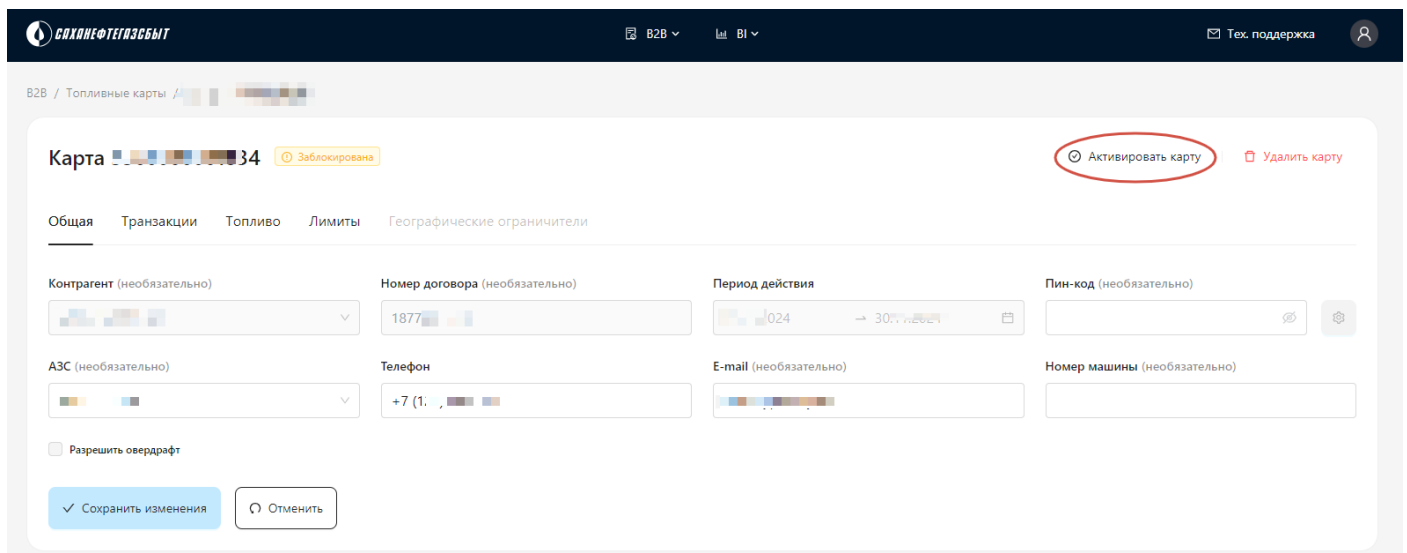 САХАНЕФТЕГАЗСБЫТ B2B BI Тех. поддержка
B2B / Топливные карты /
Карта 34 Заблокирована Активировать карту Удалить карту
Общая Транзакции Топливо Лимиты Географические ограничители
Контрагент (необязательно) Номер договора (необязательно) Период действия Пин-код (необязательно)
1877 024 → 30.
АЗС (необязательно) Телефон E-mail (необязательно) Номер машины (необязательно)
+7 (1
Разрешить овердрафт
Сохранить изменения Отменить